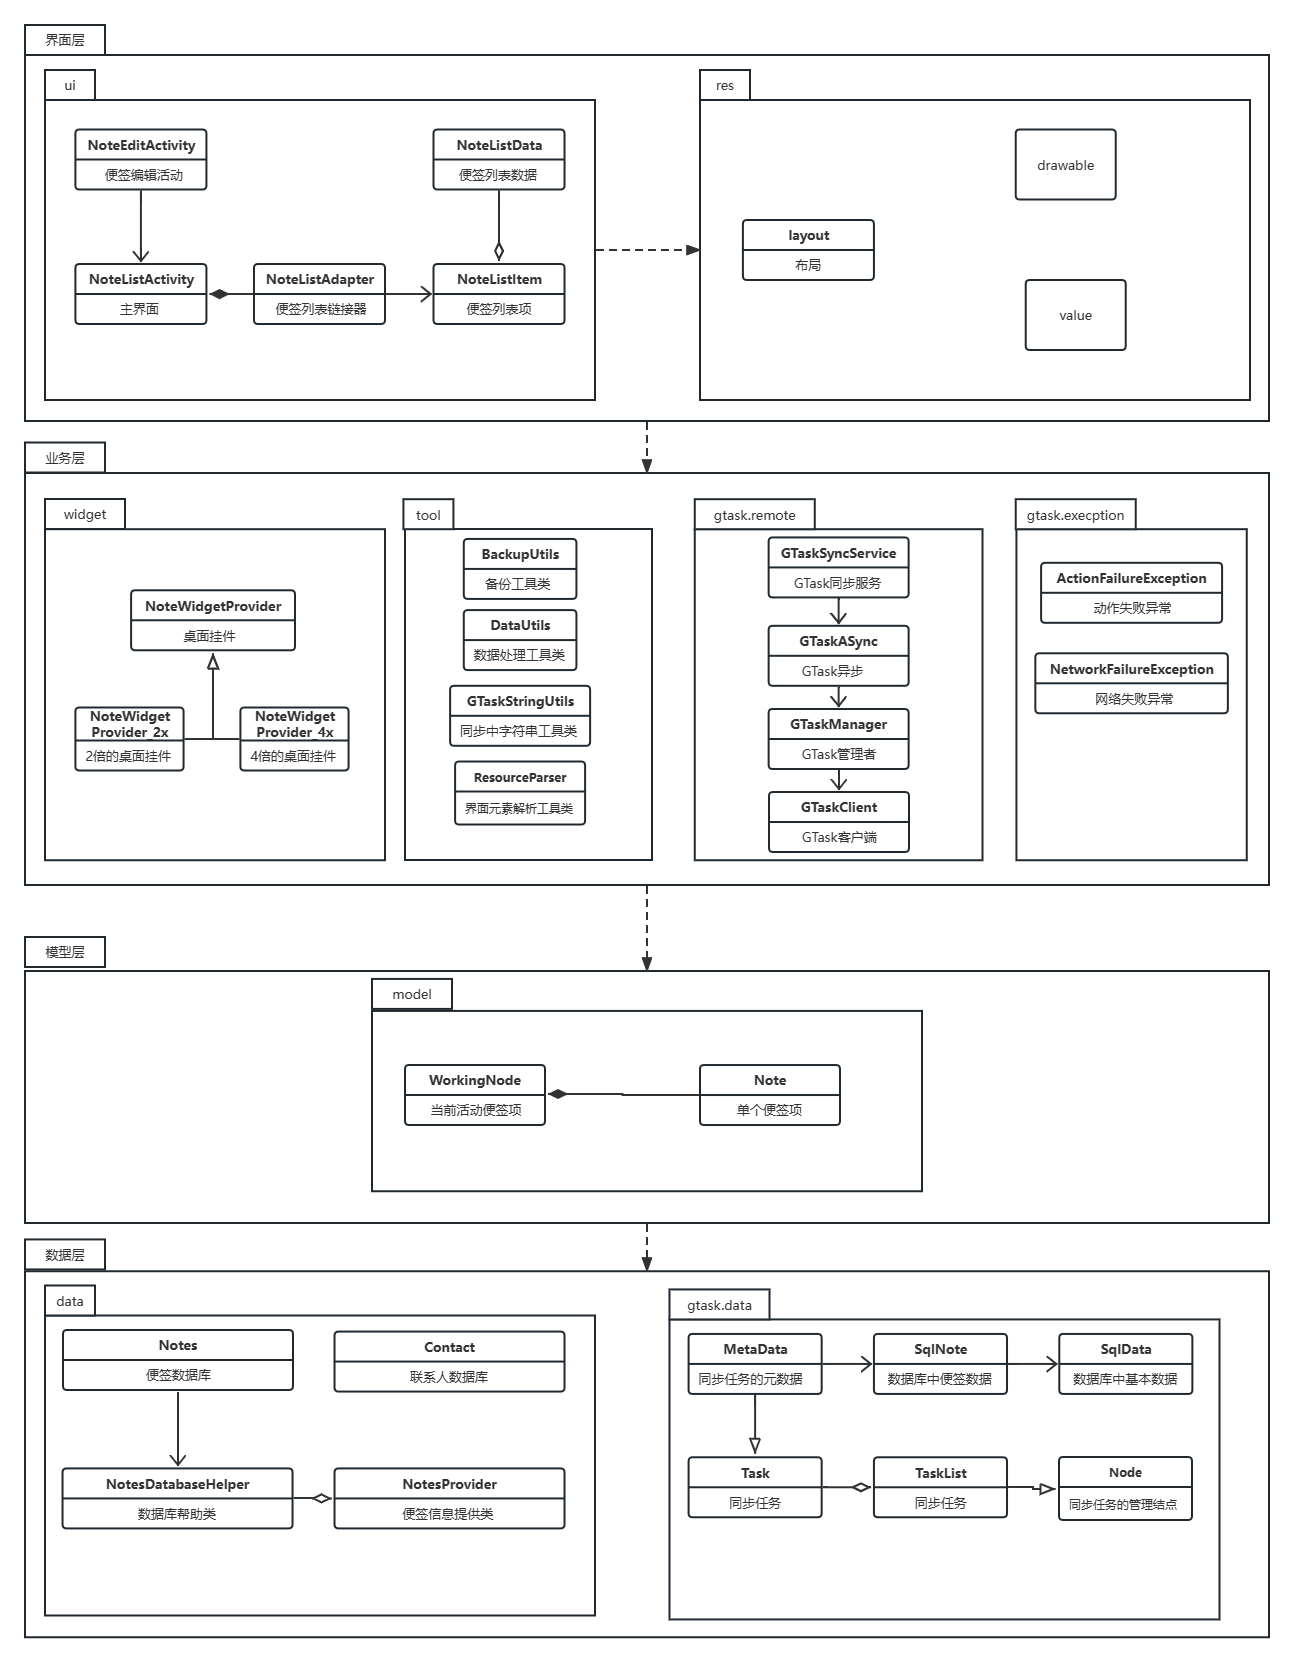 界面层
ui
NoteEditActivity
便签编辑活动
NoteListData
便签列表数据
NoteListActivity
主界面
NoteListAdapter
便签列表链接器
NoteListItem
便签列表项
res
drawable
layout
布局
value
业务层
widget
NoteWidgetProvider
桌面挂件
NoteWidget
Provider_2x
2倍的桌面挂件
NoteWidget
Provider_4x
4倍的桌面挂件
tool
BackupUtils
备份工具类
DataUtils
数据处理工具类
GTaskStringUtils
同步中字符串工具类
ResourceParser
界面元素解析工具类
gtask.remote
GTaskSyncService
GTask同步服务
GTaskASync
GTask异步
GTaskManager
GTask管理者
GTaskClient
GTask客户端
gtask.execption
ActionFailureException
动作失败异常
NetworkFailureException
网络失败异常
模型层
model
WorkingNode
当前活动便签项
Note
单个便签项
数据层
data
Notes
便签数据库
Contact
联系人数据库
NotesDatabaseHelper
数据库帮助类
NotesProvider
便签信息提供类
gtask.data
MetaData
同步任务的元数据
SqlNote
数据库中便签数据
SqlData
数据库中基本数据
Task
同步任务
TaskList
同步任务
Node
同步任务的管理结点